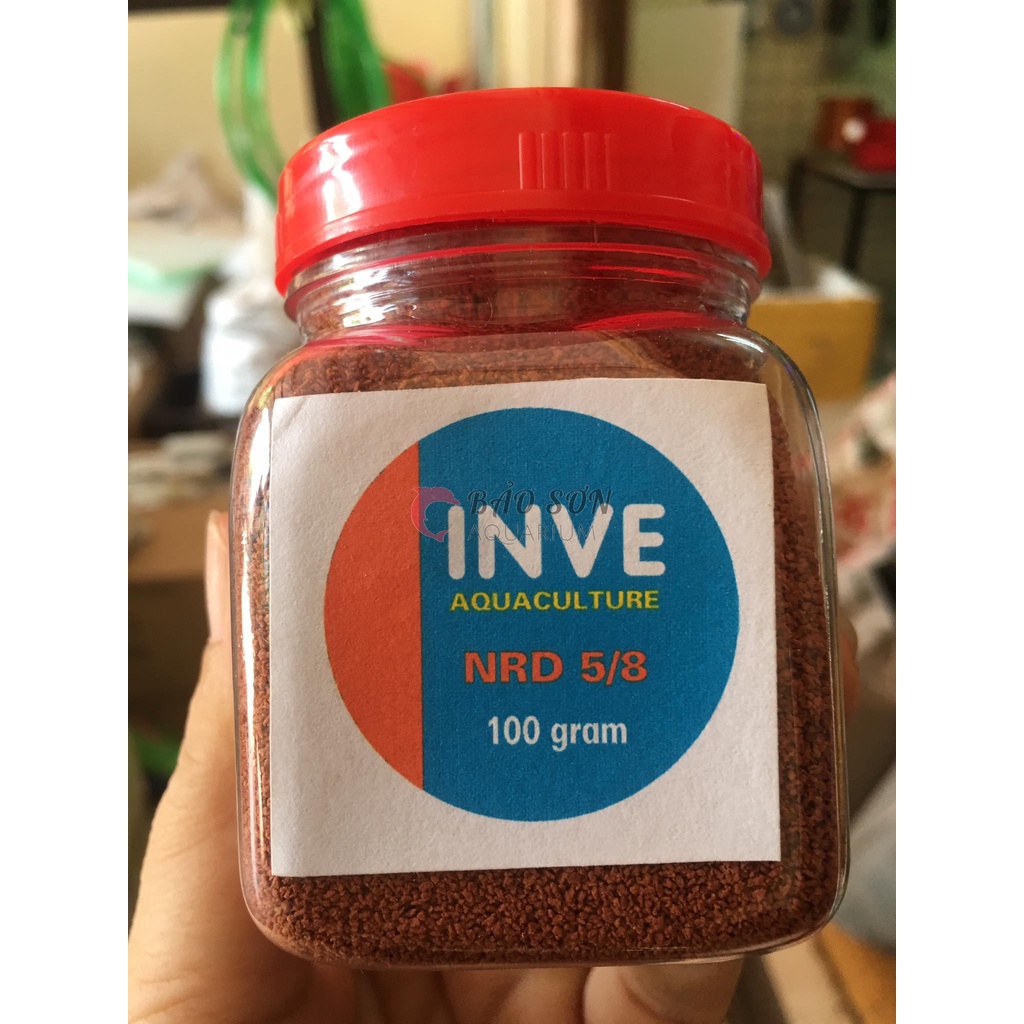 BẢO SƠN
AQUARIUM
INVE
AQUACULTURE
NRD 5/8
100 gram